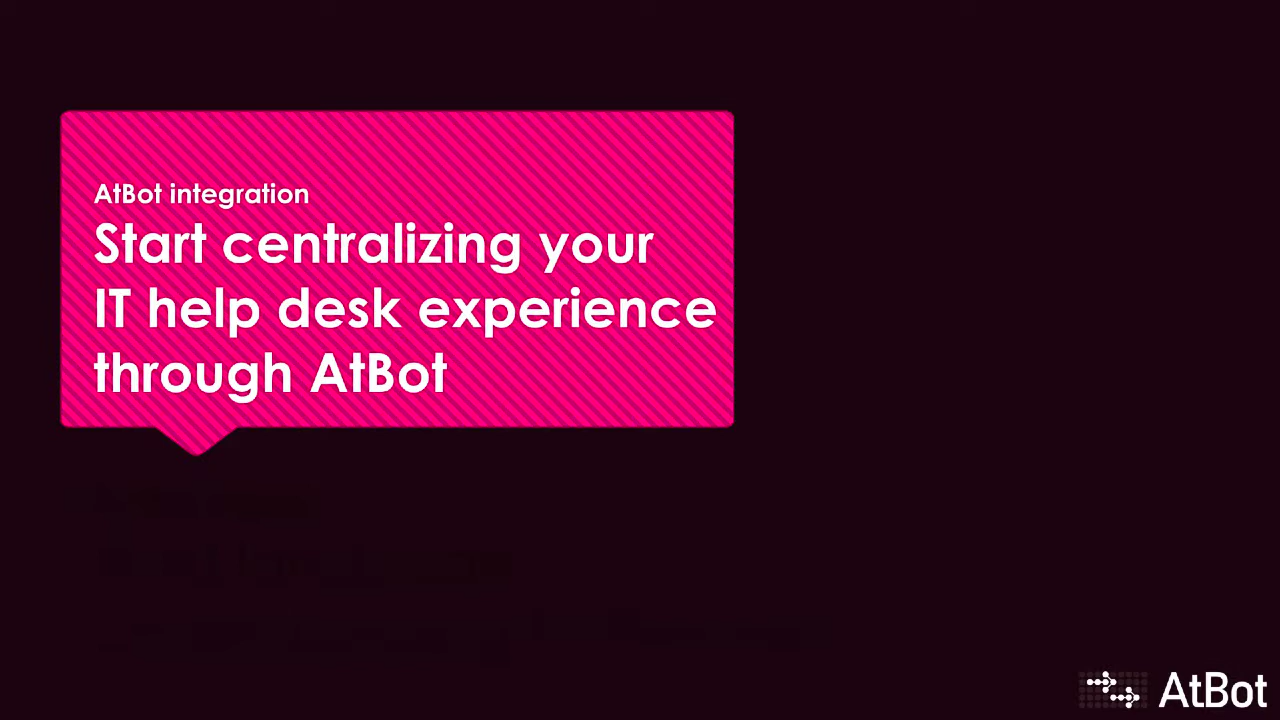 AtBot integration
Start centralizing your
IT help desk experience
through AtBot
AtBot